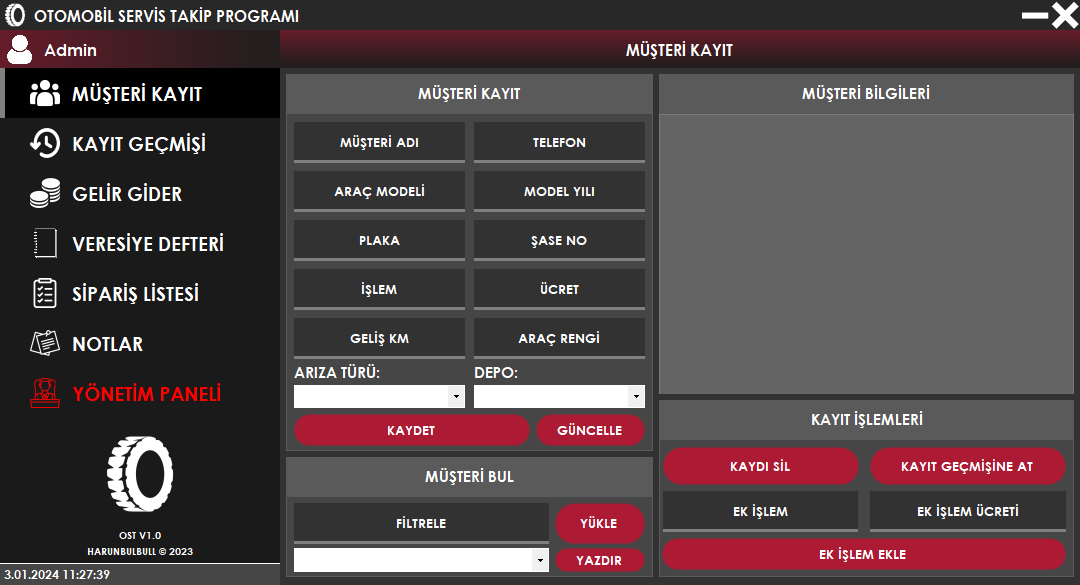 OTOMOBİL SERVİS TAKİP PROGRAMI
Admin
MÜŞTERİ KAYIT
MÜŞTERİ KAYIT
KAYIT GEÇMİŞİ
GELİR GİDER
VERESİYE DEFTERİ
SİPARİŞ LİSTESİ
NOTLAR
YÖNETİM PANELİ
OST V1.0
HARUNBULBULL © 2023
3.01.2024 11:27:39
MÜŞTERİ KAYIT
MÜŞTERİ ADI
TELEFON
ARAÇ MODELİ
MODEL YILI
PLAKA
ŞASE NO
İŞLEM
ÜCRET
GELİŞ KM
ARAÇ RENGİ
ARIZA TÜRÜ:
DEPO:
KAYDET
GÜNCELLE
MÜŞTERİ BUL
FİLTRELE
YÜKLE
YAZDIR
MÜŞTERİ BİLGİLERİ
KAYIT İŞLEMLERİ
KAYDI SİL
KAYIT GEÇMİŞİNE AT
EK İŞLEM
EK İŞLEM ÜCRETİ
EK İŞLEM EKLE